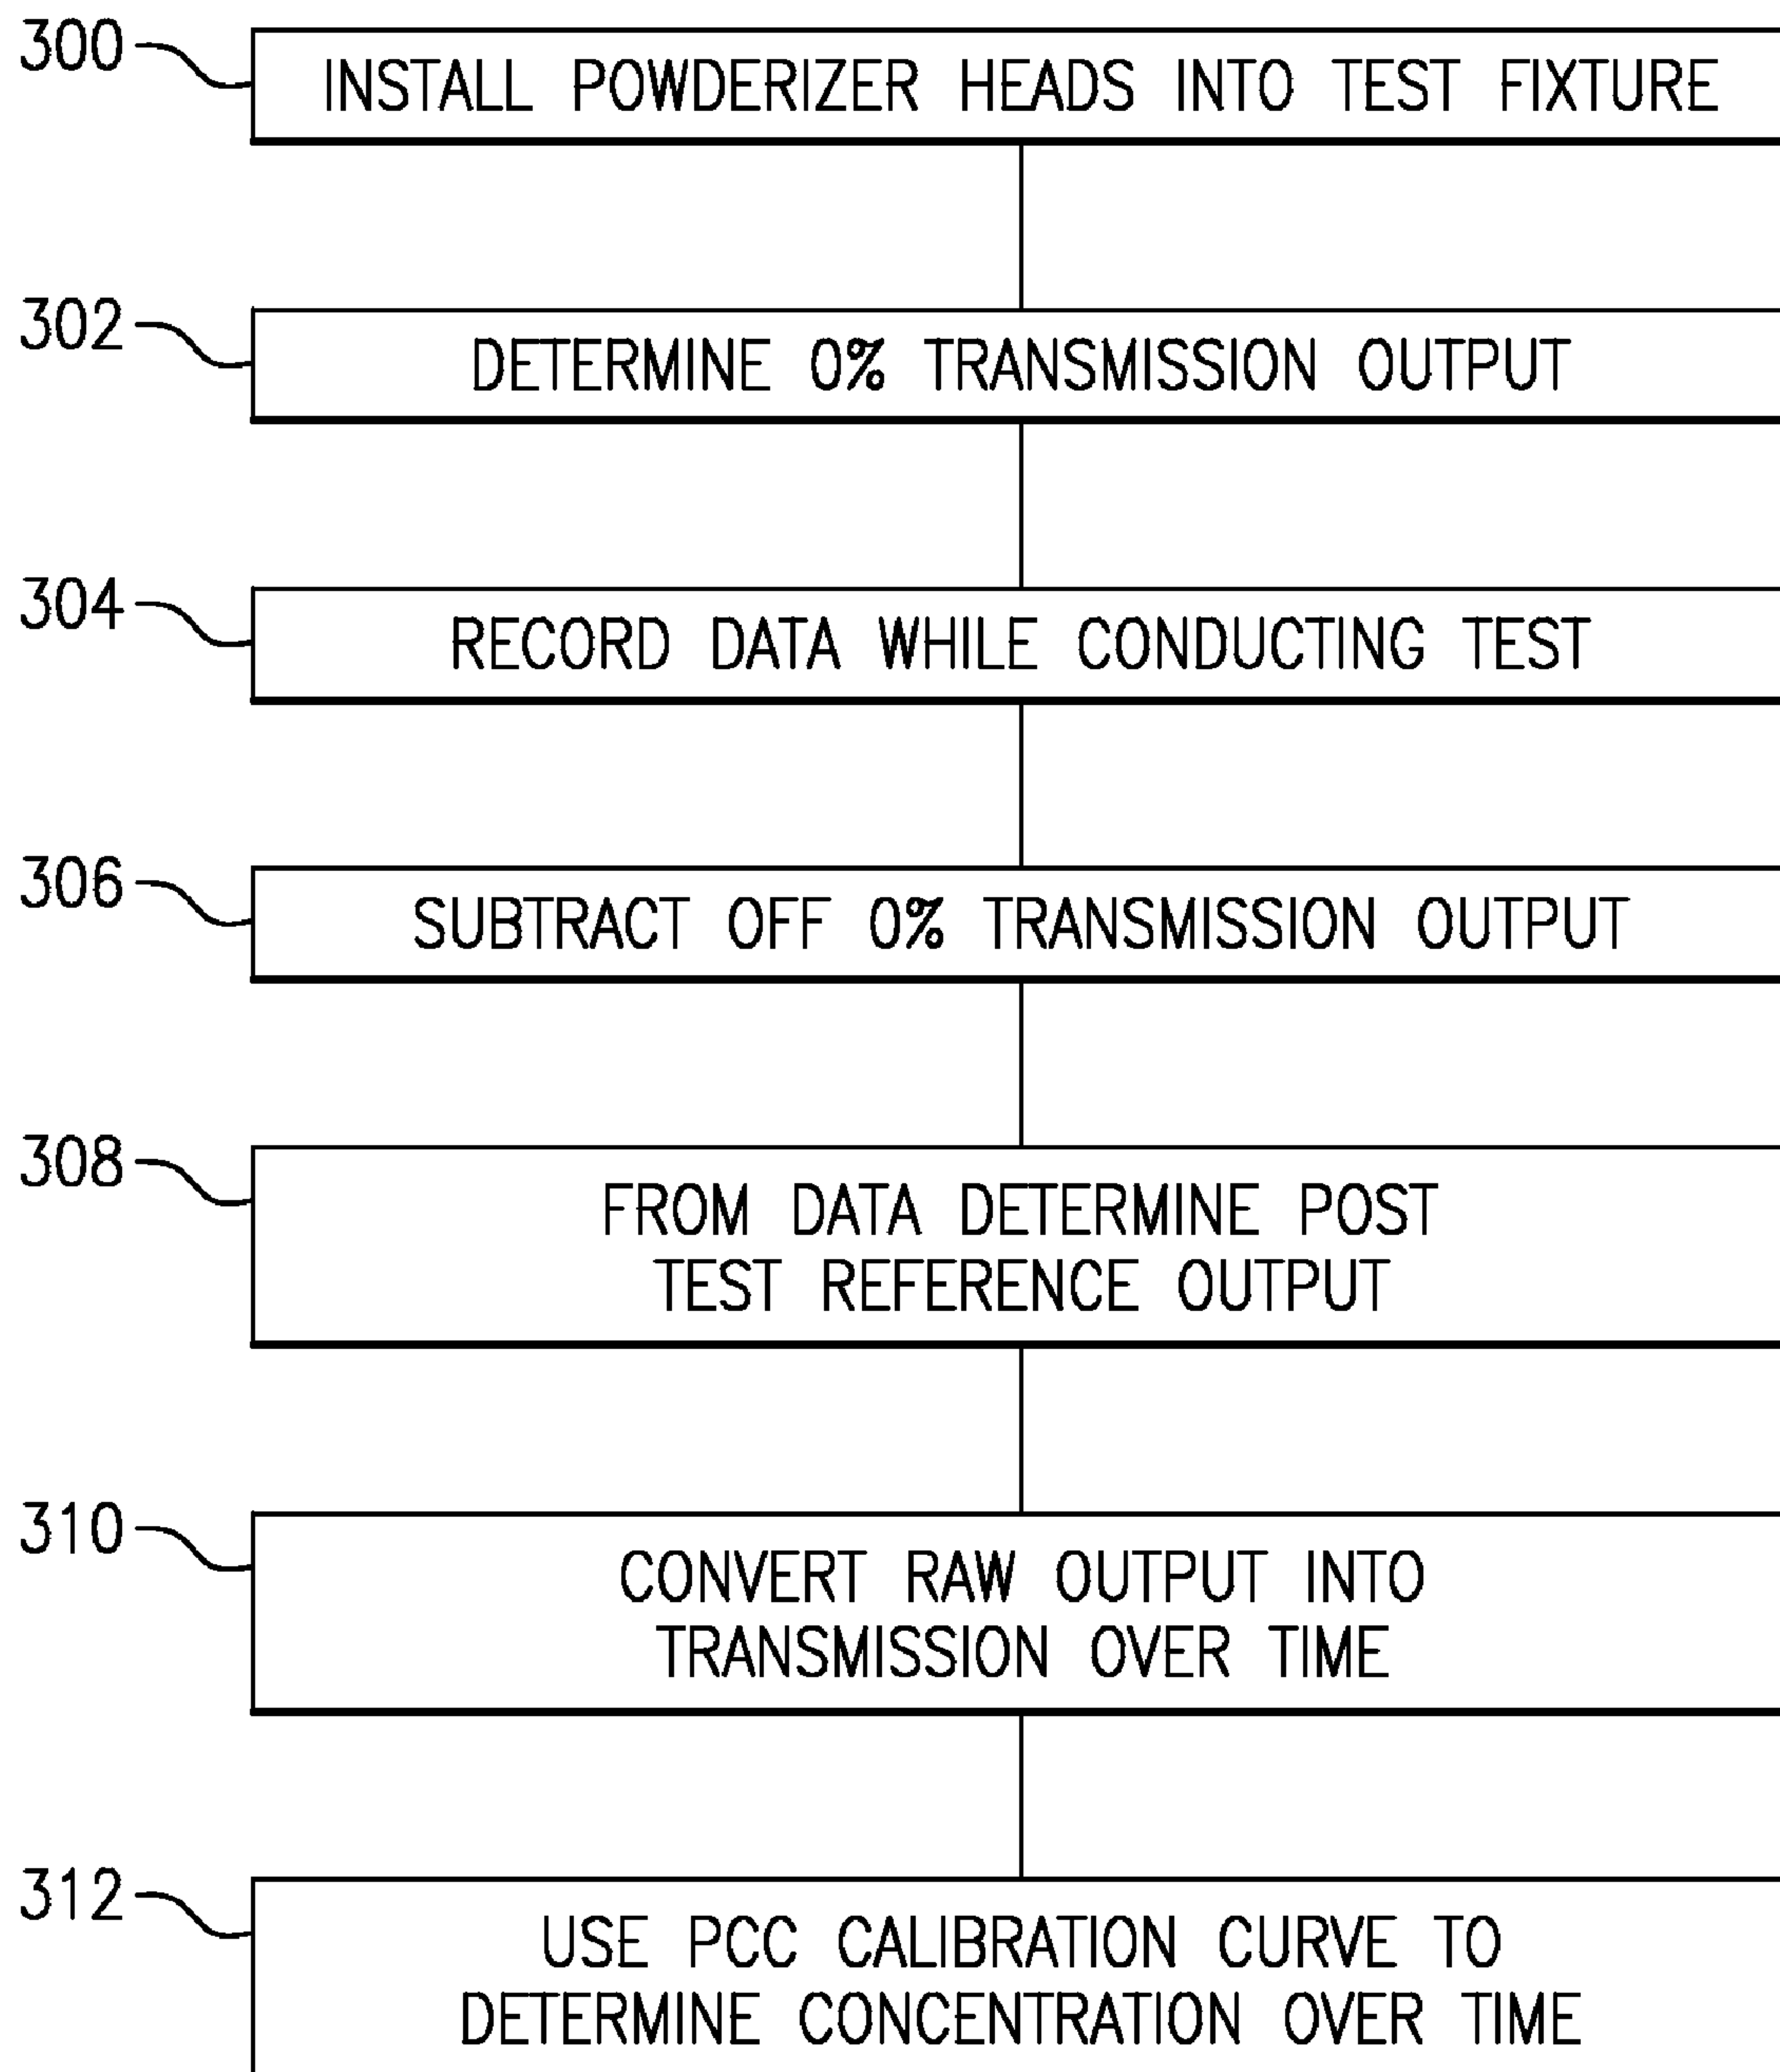 300
INSTALL POWDERIZER HEADS INTO TEST FIXTURE
302
DETERMINE 0% TRANSMISSION OUTPUT
304
RECORD DATA WHILE CONDUCTING TEST
306
SUBTRACT OFF 0% TRANSMISSION OUTPUT
308
FROM DATA DETERMINE POST
TEST REFERENCE OUTPUT
310
CONVERT RAW OUTPUT INTO
TRANSMISSION OVER TIME
312
USE PCC CALIBRATION CURVE TO
DETERMINE CONCENTRATION OVER TIME